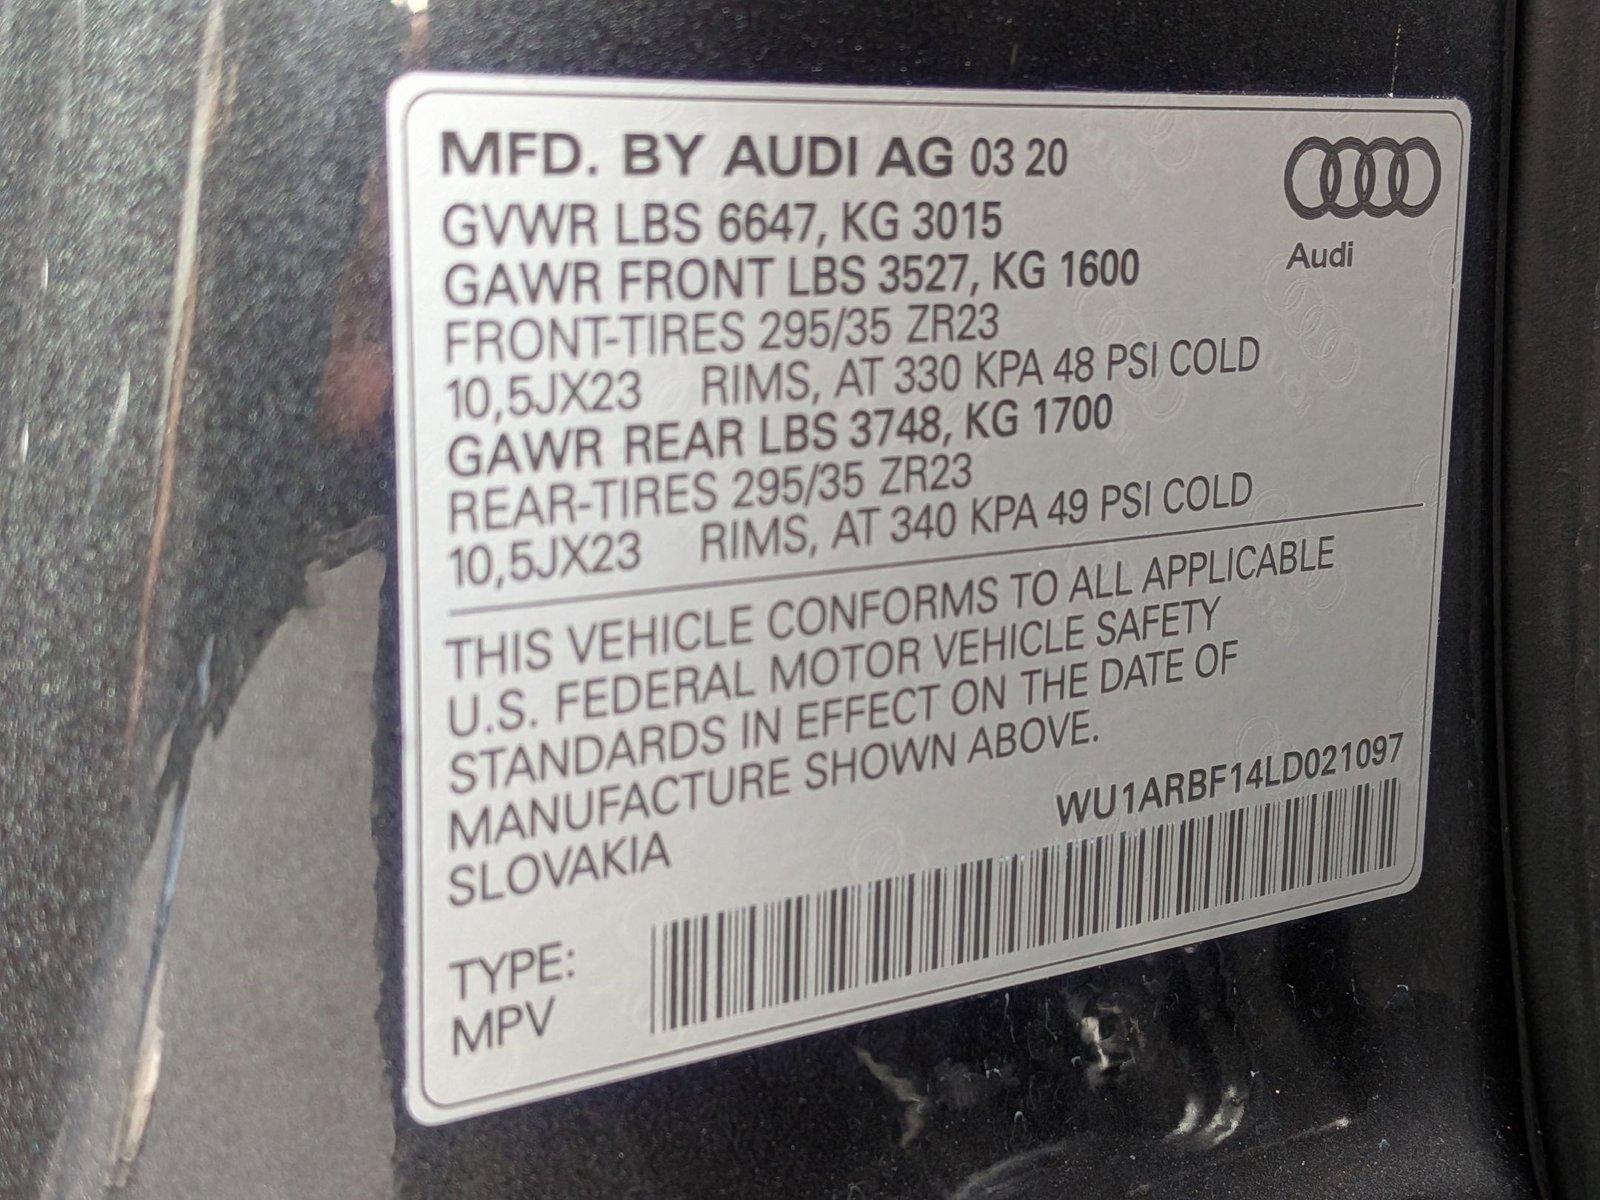 MFD. BY AUDI AG 03 20
GVWR LBS 6647, KG 3015
GAWR FRONT LBS 3527, KG 1600
FRONT-TIRES 295/35 ZR23
10,5JX23 RIMS, AT 330 KPA 48 PSI COLD
GAWR REAR LBS 3748, KG 1700
REAR-TIRES 295/35 ZR23
10,5JX23 RIMS, AT 340 KPA 49 PSI COLD
Audi
THIS VEHICLE CONFORMS TO ALL APPLICABLE
U.S. FEDERAL MOTOR VEHICLE SAFETY
STANDARDS IN EFFECT ON THE DATE OF
MANUFACTURE SHOWN ABOVE.
SLOVAKIA
WU1ARBF14LD021097
TYPE:
MPV